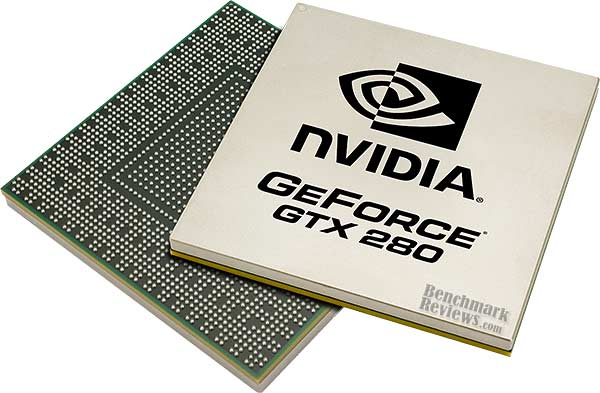 NVIDIA®
GEFORCE®
GTX 280
Benchmark
Reviews.com